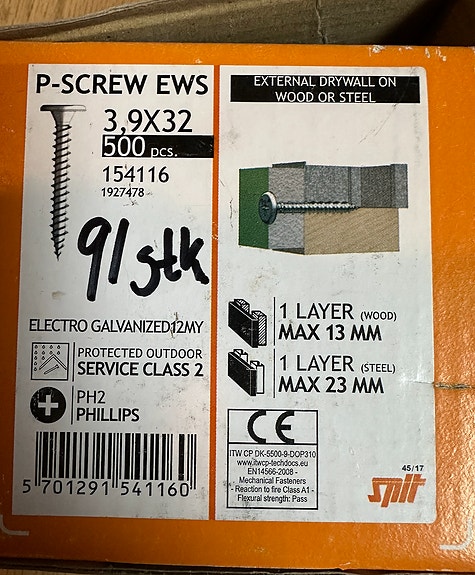 P-SCREW EWS
3,9X32
500 pcs.
154116
1927478
91 stk
ELECTRO GALVANIZED12MY
PROTECTED OUTDOOR
SERVICE CLASS 2
PH2
PHILLIPS
5 701291 541160
EXTERNAL DRYWALL ON
WOOD OR STEEL
1 LAYER (WOOD)
MAX 13 MM
1 LAYER (STEEL)
MAX 23 MM
CE
ITW CP DK-5500-9-DOP310
www.itwcp-techdocs.eu
EN14566-2008 -
Mechanical Fasteners
- Reaction to fire Class A1 -
Flexural strength: Pass
45/17
spit